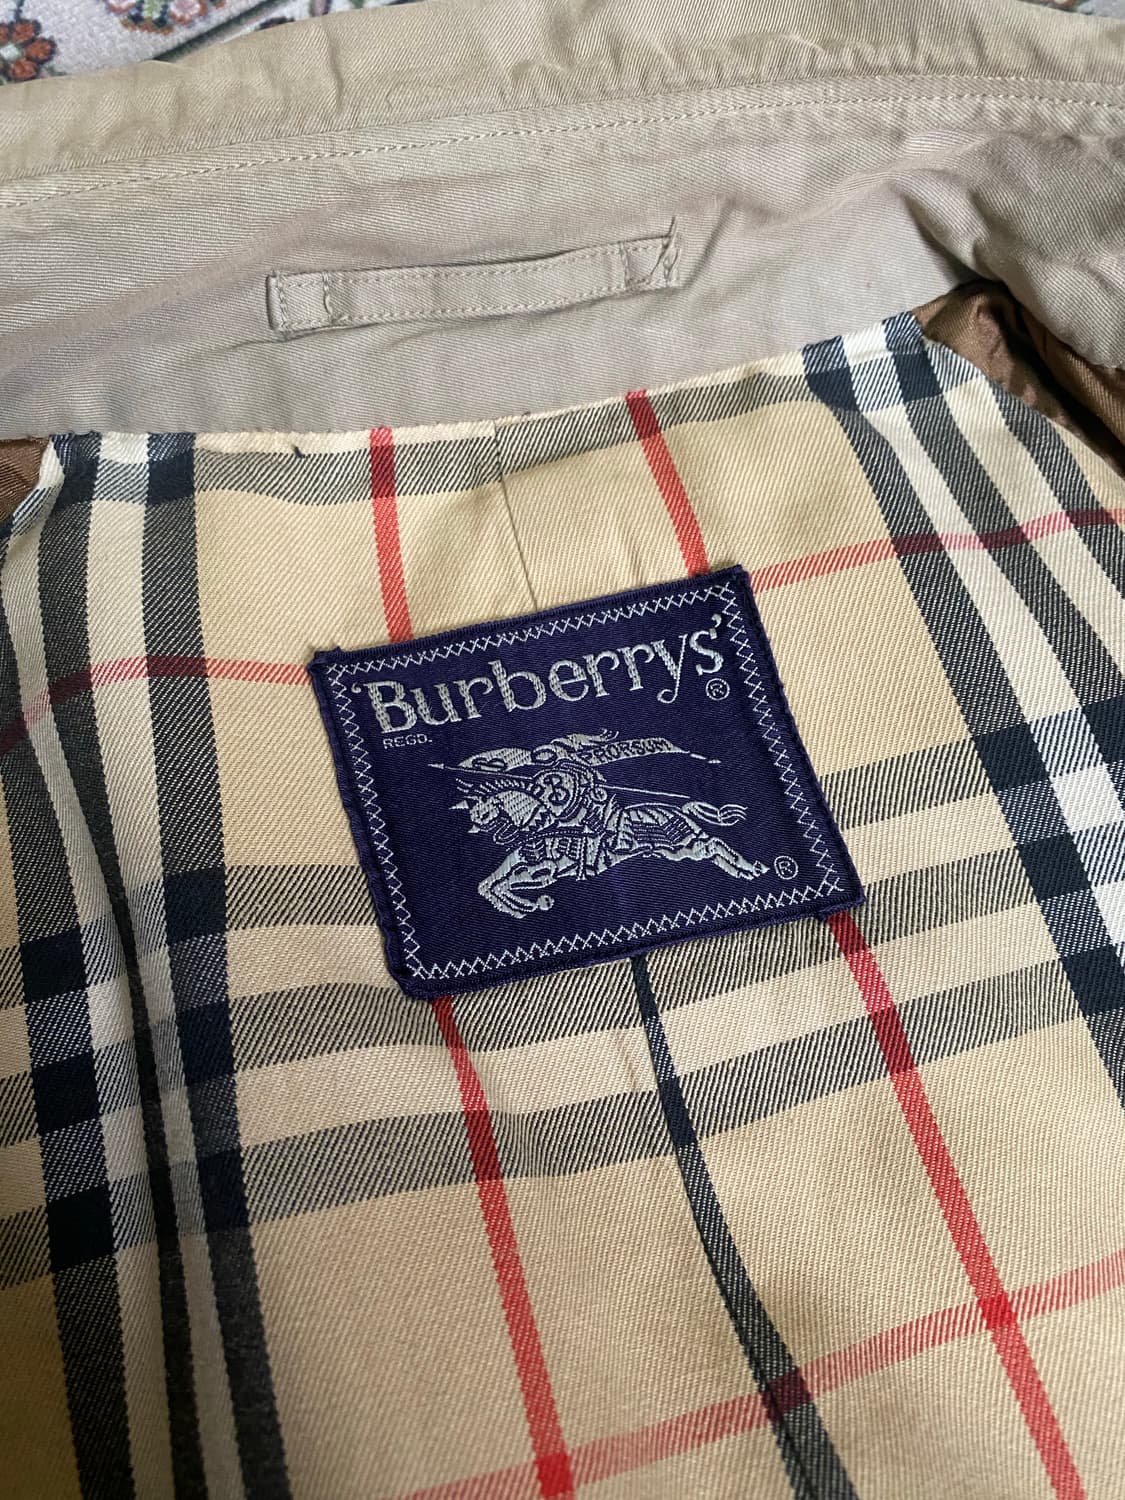 'Burberrys'®
REGD.
PRORSUM
®